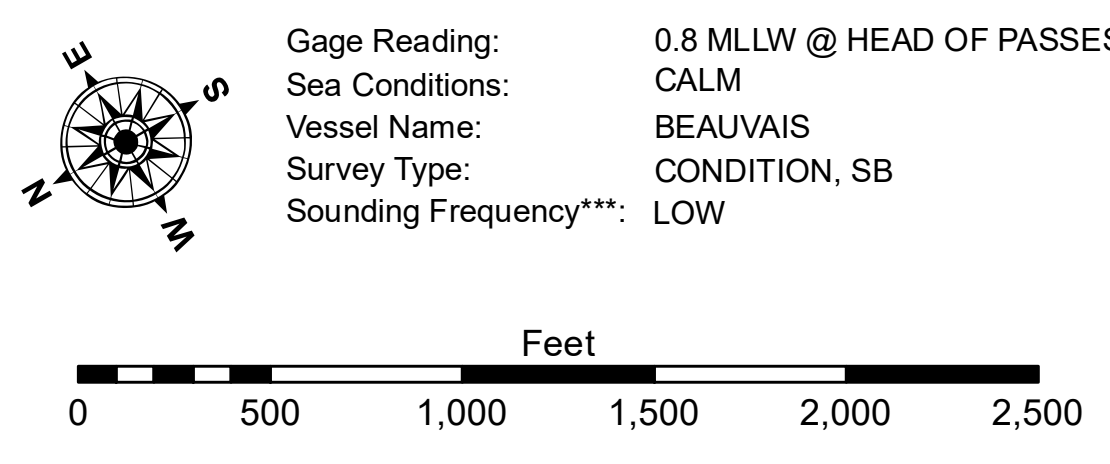 E
S
N
W
Gage Reading: 0.8 MLLW @ HEAD OF PASSES
Sea Conditions: CALM
Vessel Name: BEAUVAIS
Survey Type: CONDITION, SB
Sounding Frequency***: LOW
Feet
0 500 1,000 1,500 2,000 2,500